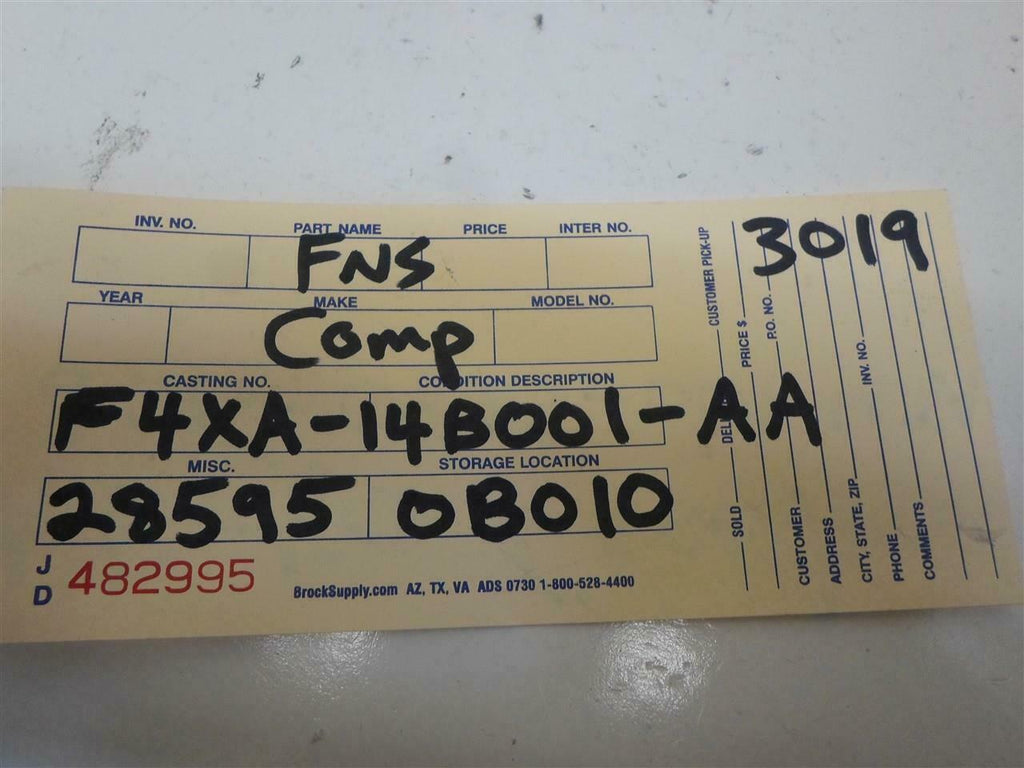 INV. NO. PART NAME PRICE INTER NO.
FNS
YEAR MAKE MODEL NO.
Comp
CASTING NO. CONDITION DESCRIPTION
F4XA-14B001-AA
MISC. STORAGE LOCATION
28595 0B010
JD 482995
BrockSupply.com AZ, TX, VA ADS 0730 1-800-528-4400
3019
SOLD CUSTOMER PICK-UP
PRICE $
P.O. NO.
CUSTOMER
ADDRESS
CITY, STATE, ZIP INV. NO.
PHONE
COMMENTS